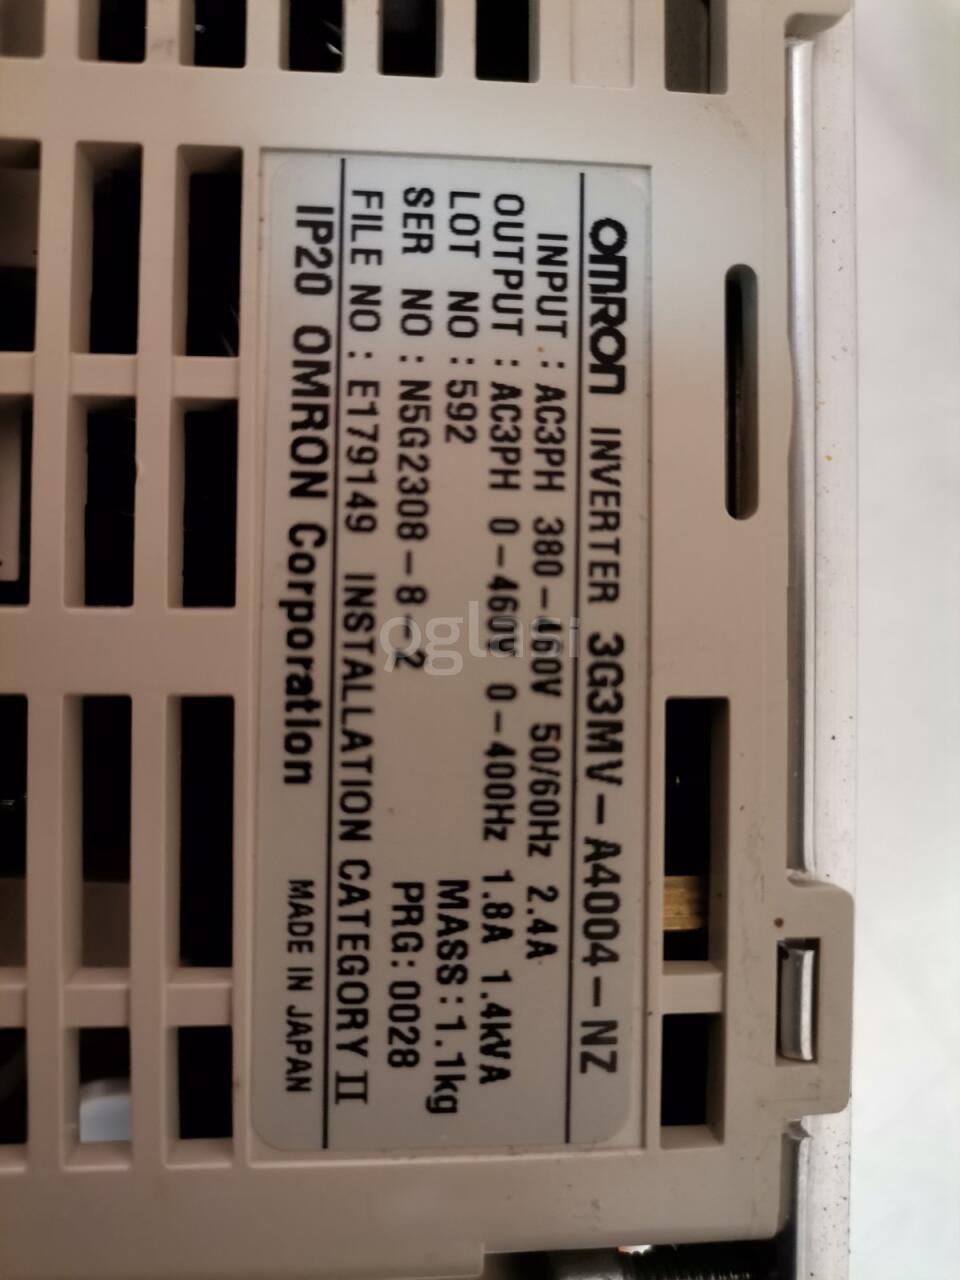 OMRON INVERTER 3G3MV-A4004-NZ
INPUT : AC3PH 380-460V 50/60Hz 2.4A
OUTPUT : AC3PH 0-460V 0-400Hz 1.8A 1.4kVA
LOT NO : 592 MASS : 1.1kg
SER NO : N5G2308-8-2 PRG : 0028
FILE NO : E179149 INSTALLATION CATEGORY II
IP20 OMRON Corporation MADE IN JAPAN
oglasi